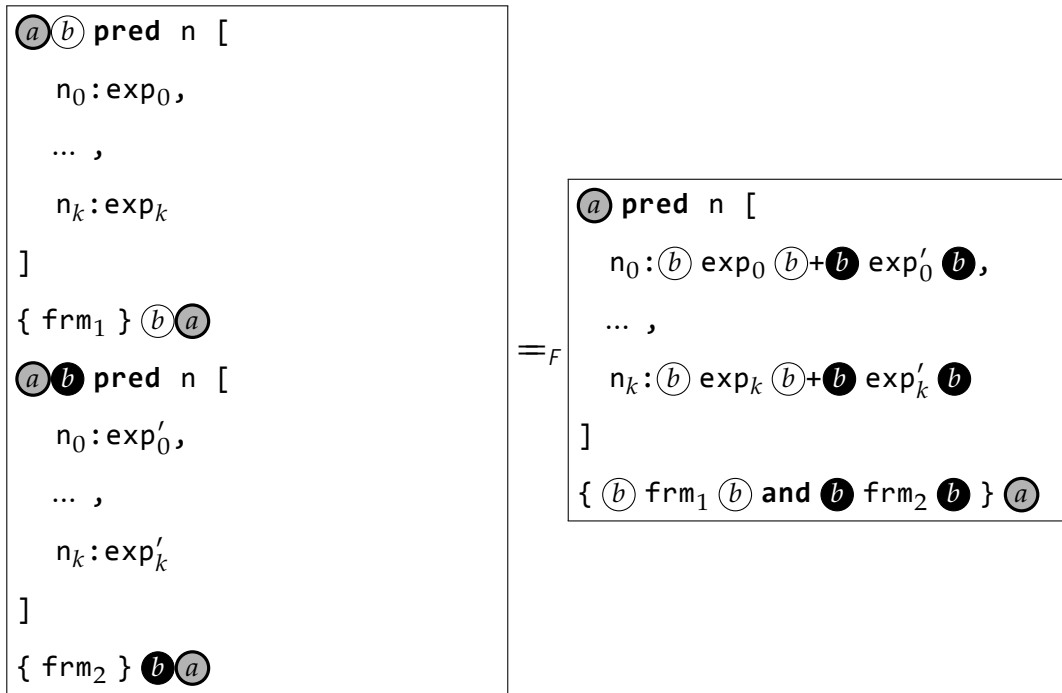 ⓐ ⓑ pred n [
n₀:exp₀,
... ,
nₖ:expₖ
]
{ frm₁ } ⓑ ⓐ
ⓐ 🅑 pred n [
n₀:exp′₀,
... ,
nₖ:exp′ₖ
]
{ frm₂ } 🅑 ⓐ
=F
ⓐ pred n [
n₀:ⓑ exp₀ ⓑ+🅑 exp′₀ 🅑,
... ,
nₖ:ⓑ expₖ ⓑ+🅑 exp′ₖ 🅑
]
{ ⓑ frm₁ ⓑ and 🅑 frm₂ 🅑 } ⓐ